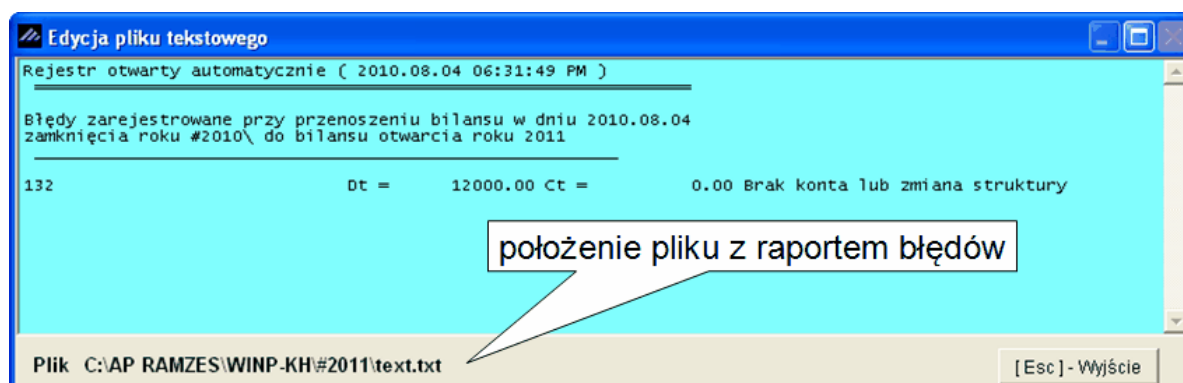 Edycja pliku tekstowego
Rejestr otwarty automatycznie ( 2010.08.04 06:31:49 PM )
Błędy zarejestrowane przy przenoszeniu bilansu w dniu 2010.08.04
zamknięcia roku #2010\ do bilansu otwarcia roku 2011
132 Dt = 12000.00 Ct = 0.00 Brak konta lub zmiana struktury
położenie pliku z raportem błędów
Plik C:\AP RAMZES\WINP-KH\#2011\text.txt
[ Esc ] - Wyjście